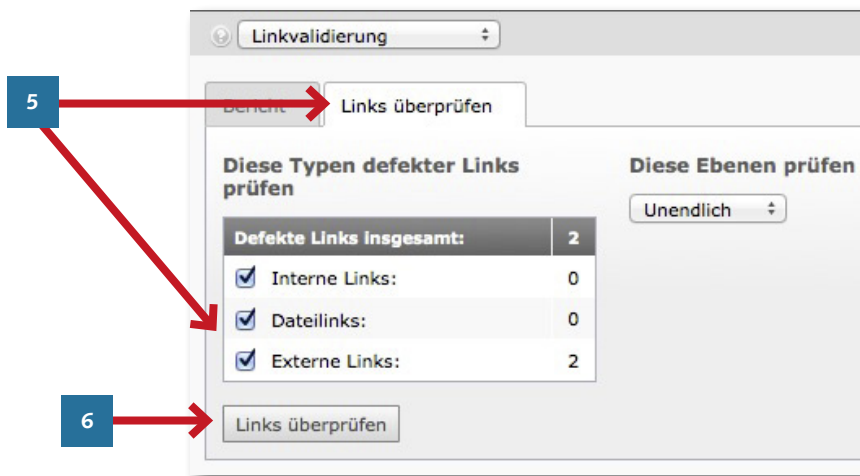 Linkvalidierung
5
Bericht
Links überprüfen
Diese Typen defekter Links
prüfen
Diese Ebenen prüfen
Unendlich
Defekte Links insgesamt: 2
Interne Links: 0
Dateilinks: 0
Externe Links: 2
6
Links überprüfen